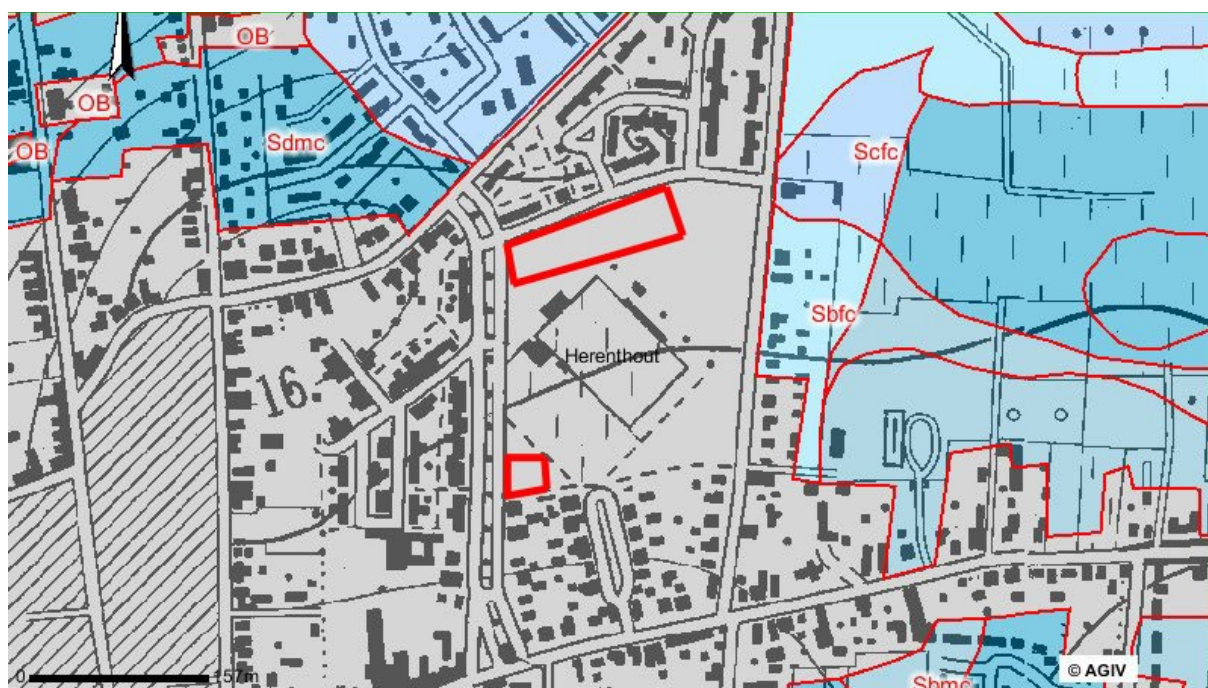 OB
OB
OB
Sdmc
Scfc
Sbfc
Herenthout
16
0 157m
Sbmc
© AGIV